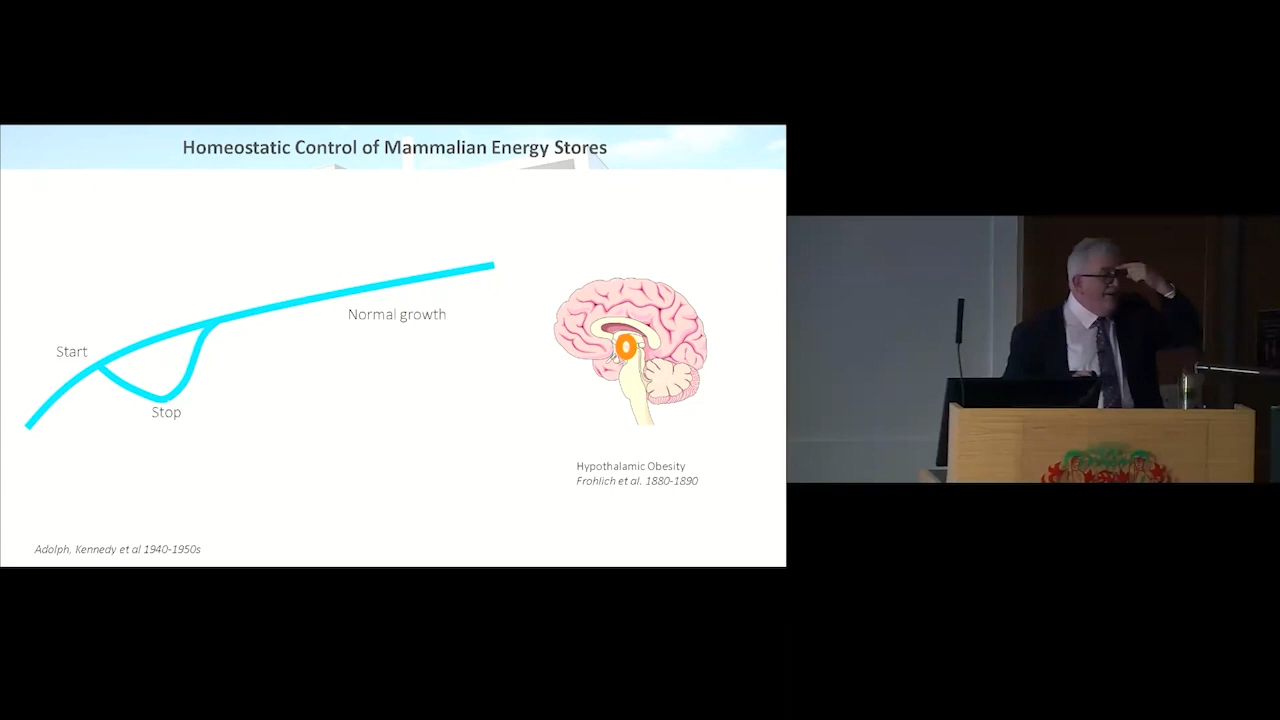 Homeostatic Control of Mammalian Energy Stores
Start
Stop
Normal growth
Hypothalamic Obesity
Frohlich et al. 1880-1890
Adolph, Kennedy et al 1940-1950s